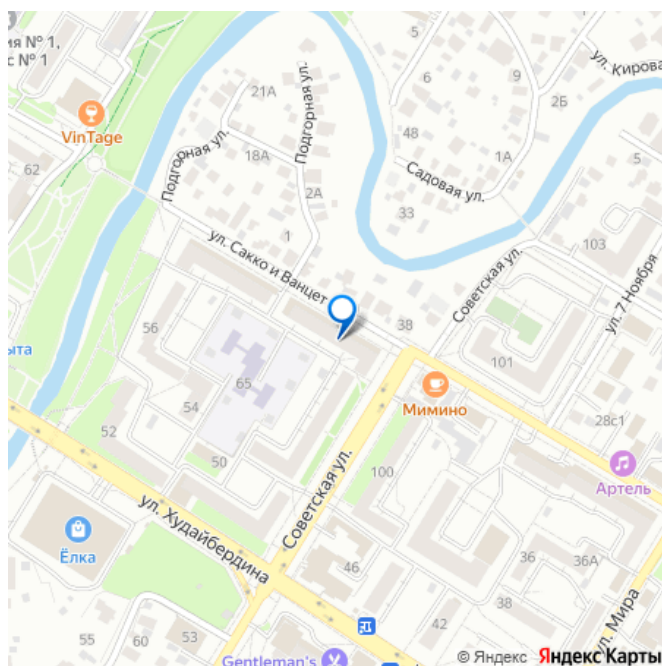 ия № 1,
с № 1
VinTage
62
21А
Подгорная ул.
18А
Подгорная ул.
2А
1
5
6
9
ул. Кирова
2Б
48
1А
Садовая ул.
5
33
103
ул. Сакко и Ванцет
Советская ул.
ул. 7 Ноября
38
101
56
ыта
65
Мимино
28с1
54
52
50
Советская ул.
100
Артель
ул. Худайбердина
Ёлка
46
36
36А
38
42
ул. Мира
55
60
53
Gentleman's
© Яндекс Яндекс Карты